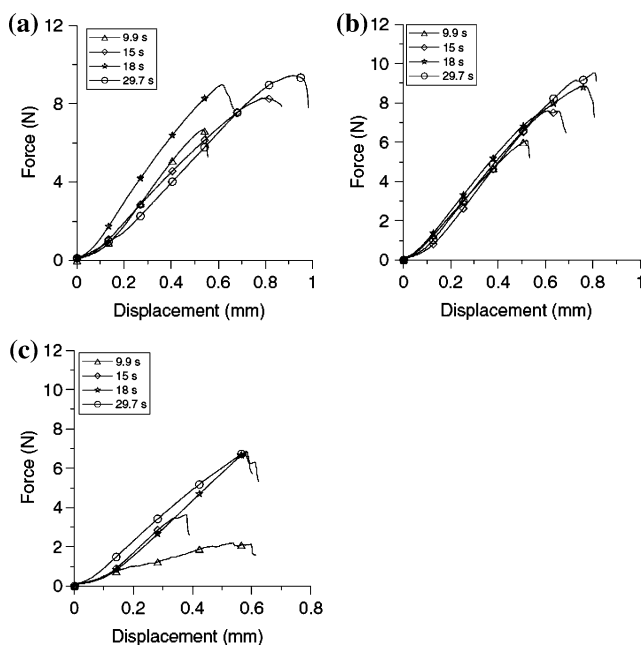 (a)
9.9 s
15 s
18 s
29.7 s
12
8
4
0
Force (N)
0 0.2 0.4 0.6 0.8 1
Displacement (mm)
(b)
9.9 s
15 s
18 s
29.7 s
12
10
8
6
4
2
0
Force (N)
0 0.2 0.4 0.6 0.8 1
Displacement (mm)
(c)
9.9 s
15 s
18 s
29.7 s
12
10
8
6
4
2
0
Force (N)
0 0.2 0.4 0.6 0.8
Displacement (mm)